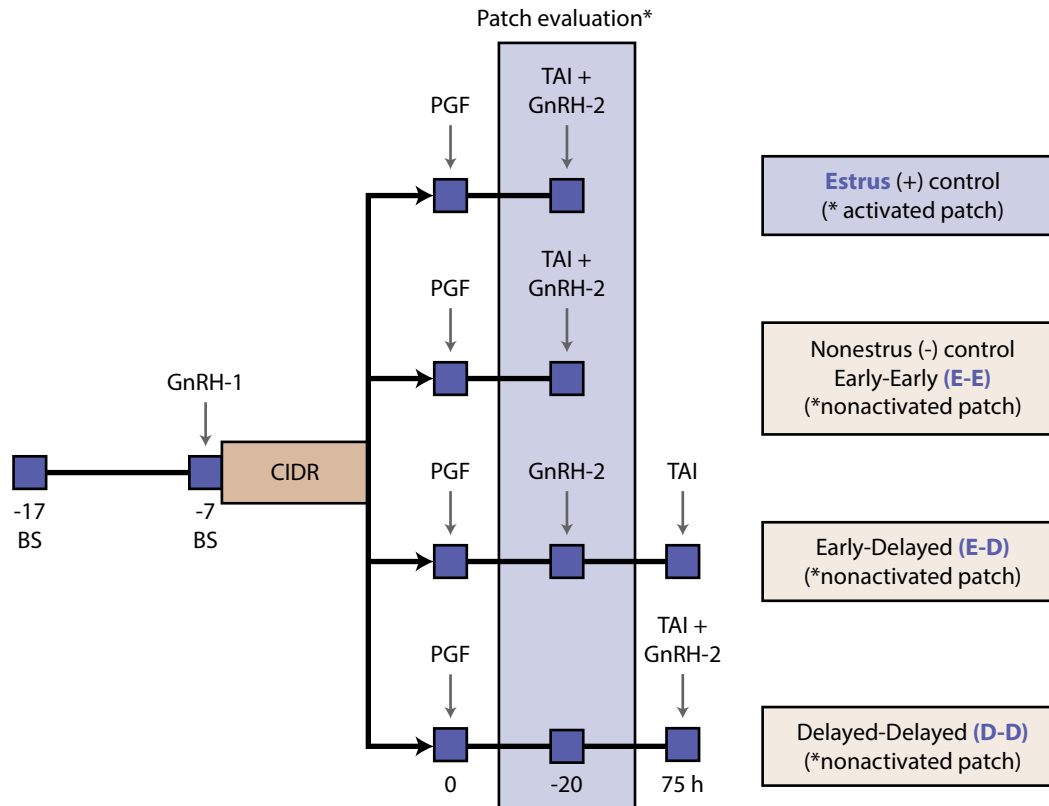 Patch evaluation*
PGF
TAI +
GnRH-2
Estrus (+) control
(* activated patch)
PGF
TAI +
GnRH-2
Nonestrus (-) control
Early-Early (E-E)
(*nonactivated patch)
GnRH-1
CIDR
-17
BS
-7
BS
PGF
GnRH-2
TAI
Early-Delayed (E-D)
(*nonactivated patch)
PGF
TAI +
GnRH-2
Delayed-Delayed (D-D)
(*nonactivated patch)
0
-20
75 h